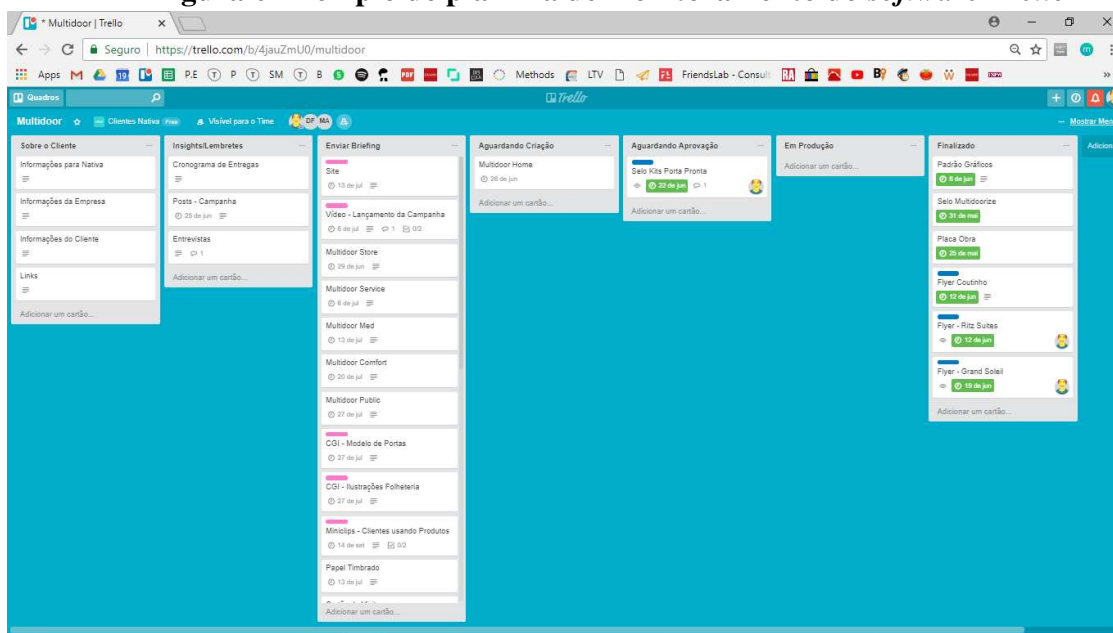 * Multidoor | Trello
Seguro | https://trello.com/b/4jauZmU0/multidoor
Apps P.E P SM B Methods LTV FriendsLab - Consult
Quadros Trello
Multidoor Clientes Nativa Free Visível para o Time DF MA Mostrar Men
Sobre o Cliente
Informações para Nativa
Informações da Empresa
Informações do Cliente
Links
Adicionar um cartão...
Insights/Lembretes
Cronograma de Entregas
Posts - Campanha
25 de jun
Entrevistas
1
Adicionar um cartão...
Enviar Briefing
Site
13 de jul
Vídeo - Lançamento da Campanha
6 de jul 1 0/2
Multidoor Store
29 de jun
Multidoor Service
6 de jul
Multidoor Med
13 de jul
Multidoor Comfort
20 de jul
Multidoor Public
27 de jul
CGI - Modelo de Portas
27 de jul
CGI - Ilustrações Folheteria
27 de jul
Miniclips - Clientes usando Produtos
14 de set 0/2
Papel Timbrado
13 de jul
Adicionar um cartão...
Aguardando Criação
Multidoor Home
26 de jun
Adicionar um cartão...
Aguardando Aprovação
Selo Kits Porta Pronta
22 de jun 1
Adicionar um cartão...
Em Produção
Adicionar um cartão...
Finalizado
Padrão Gráficos
6 de jun
Selo Multidoorize
31 de mai
Placa Obra
25 de mai
Flyer Coutinho
12 de jun
Flyer - Ritz Suites
12 de jun
Flyer - Grand Soleil
19 de jun
Adicionar um cartão...
Adicion